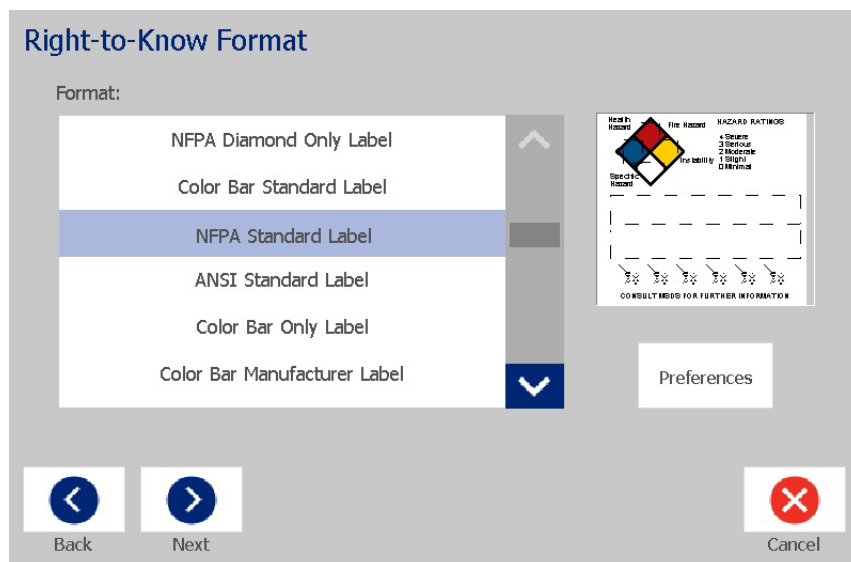 Right-to-Know Format
Format:
NFPA Diamond Only Label
Color Bar Standard Label
NFPA Standard Label
ANSI Standard Label
Color Bar Only Label
Color Bar Manufacturer Label
Health
Hazard
Fire Hazard
HAZARD RATINGS
4 Severe
3 Serious
2 Moderate
1 Slight
0 Minimal
Instability
Specific
Hazard
CONSULT MSDS FOR FURTHER INFORMATION
Preferences
Back
Next
Cancel